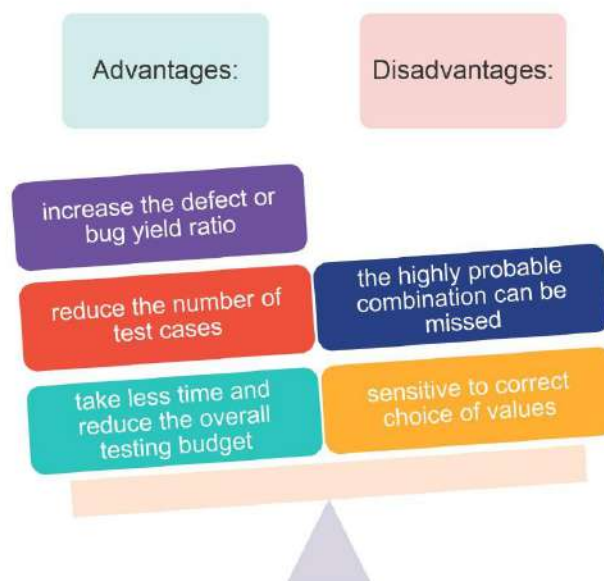 Advantages:
Disadvantages:
increase the defect or
bug yield ratio
reduce the number of
test cases
take less time and
reduce the overall
testing budget
the highly probable
combination can be
missed
sensitive to correct
choice of values